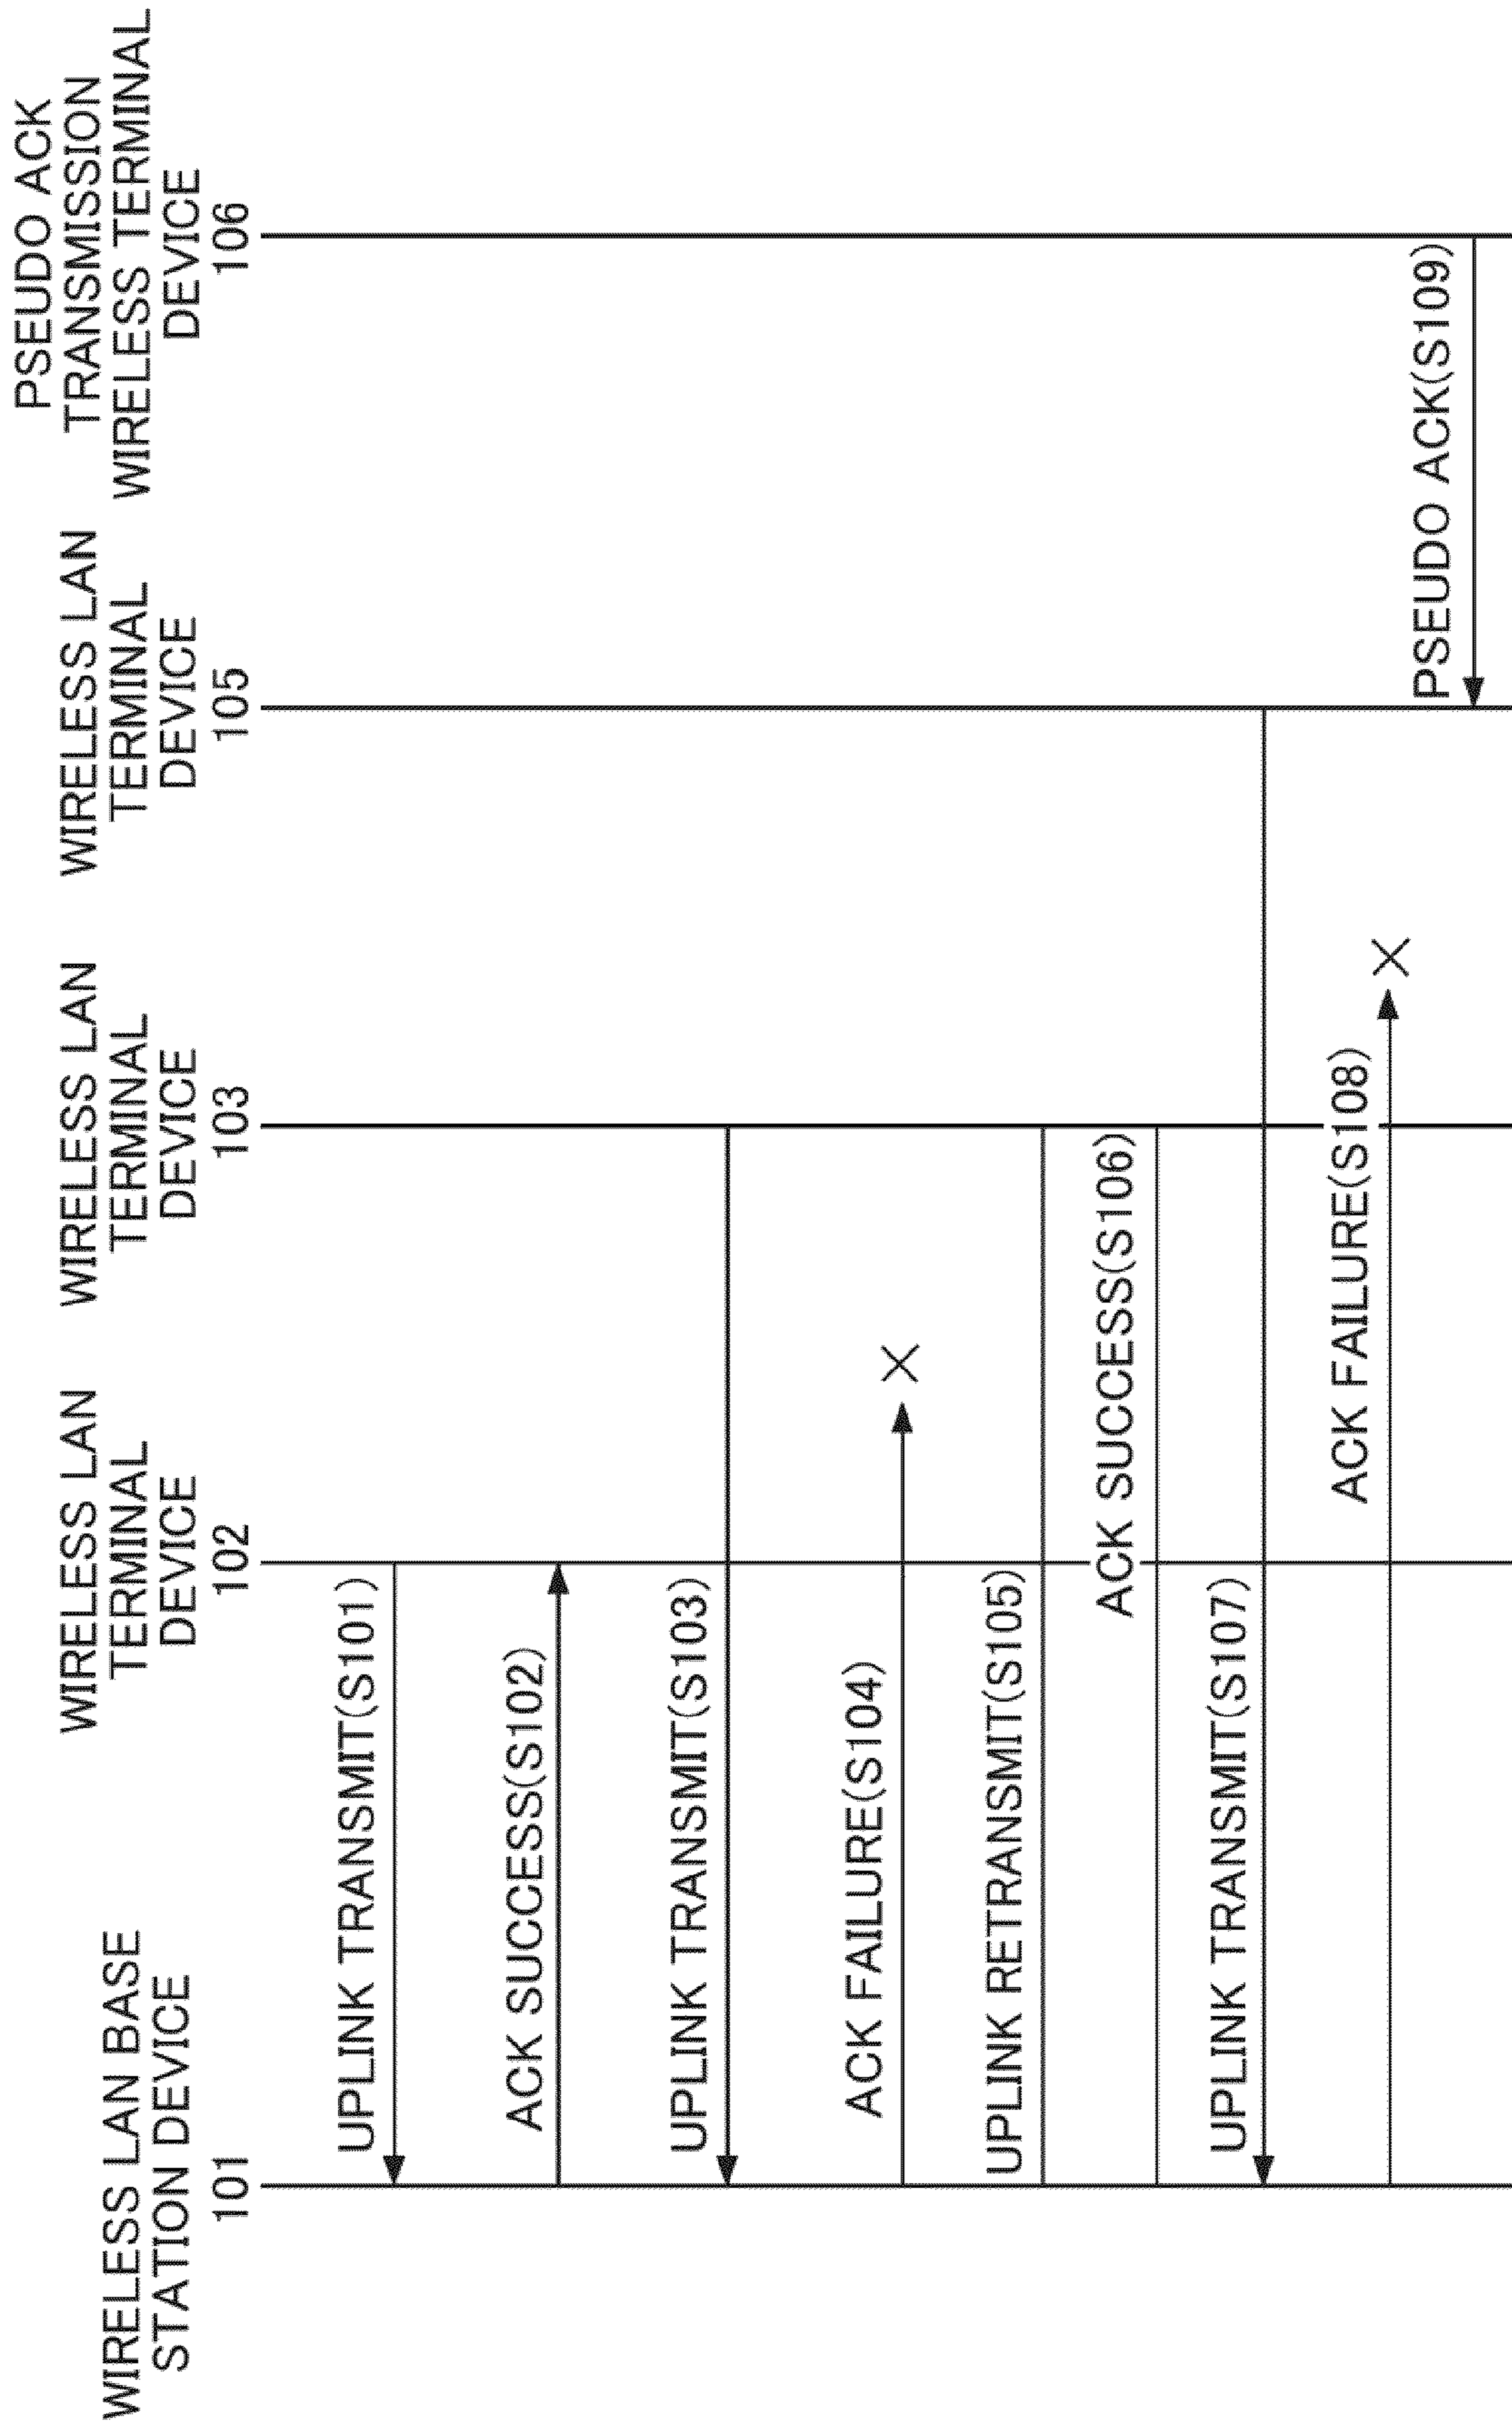 WIRELESS LAN BASE
STATION DEVICE
101
WIRELESS LAN
TERMINAL
DEVICE
102
WIRELESS LAN
TERMINAL
DEVICE
103
WIRELESS LAN
TERMINAL
DEVICE
105
PSEUDO ACK
TRANSMISSION
WIRELESS TERMINAL
DEVICE
106
UPLINK TRANSMIT(S101)
ACK SUCCESS(S102)
UPLINK TRANSMIT(S103)
ACK FAILURE(S104)
UPLINK RETRANSMIT(S105)
ACK SUCCESS(S106)
UPLINK TRANSMIT(S107)
ACK FAILURE(S108)
PSEUDO ACK(S109)